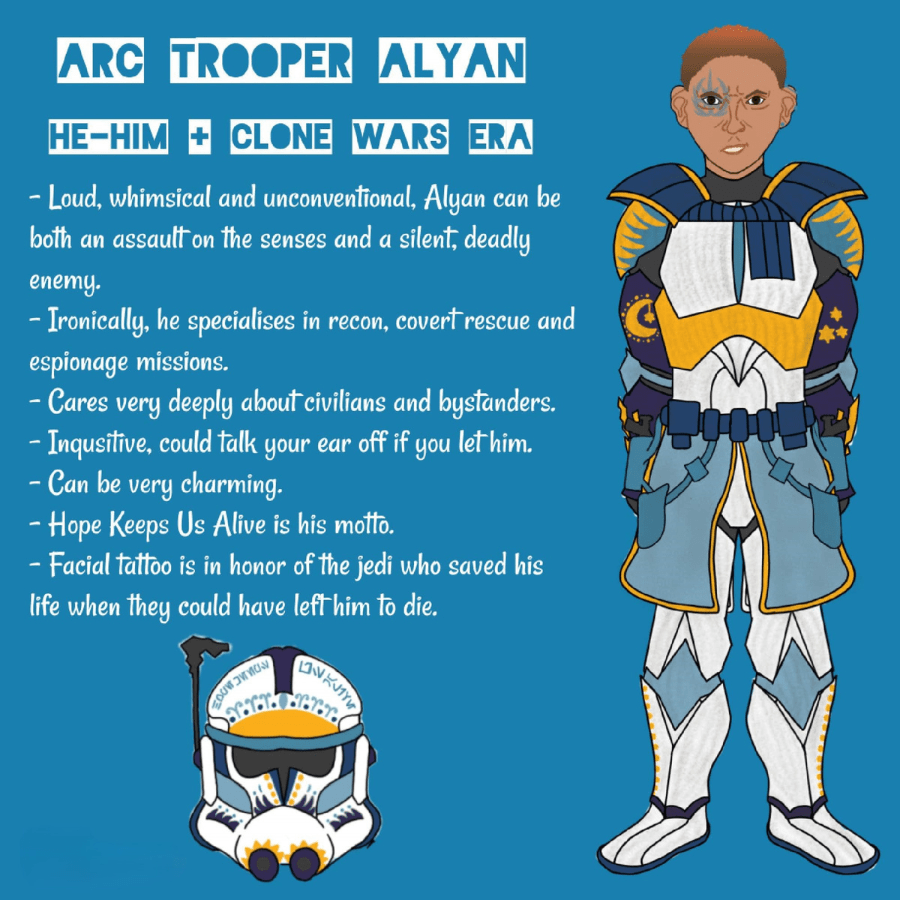 ARC TROOPER ALYAN
HE-HIM + CLONE WARS ERA
- Loud, whimsical and unconventional, Alyan can be
both an assault on the senses and a silent, deadly
enemy.
- Ironically, he specialises in recon, covert rescue and
espionage missions.
- Cares very deeply about civilians and bystanders.
- Inqusitive, could talk your ear off if you let him.
- Can be very charming.
- Hope Keeps Us Alive is his motto.
- Facial tattoo is in honor of the jedi who saved his
life when they could have left him to die.